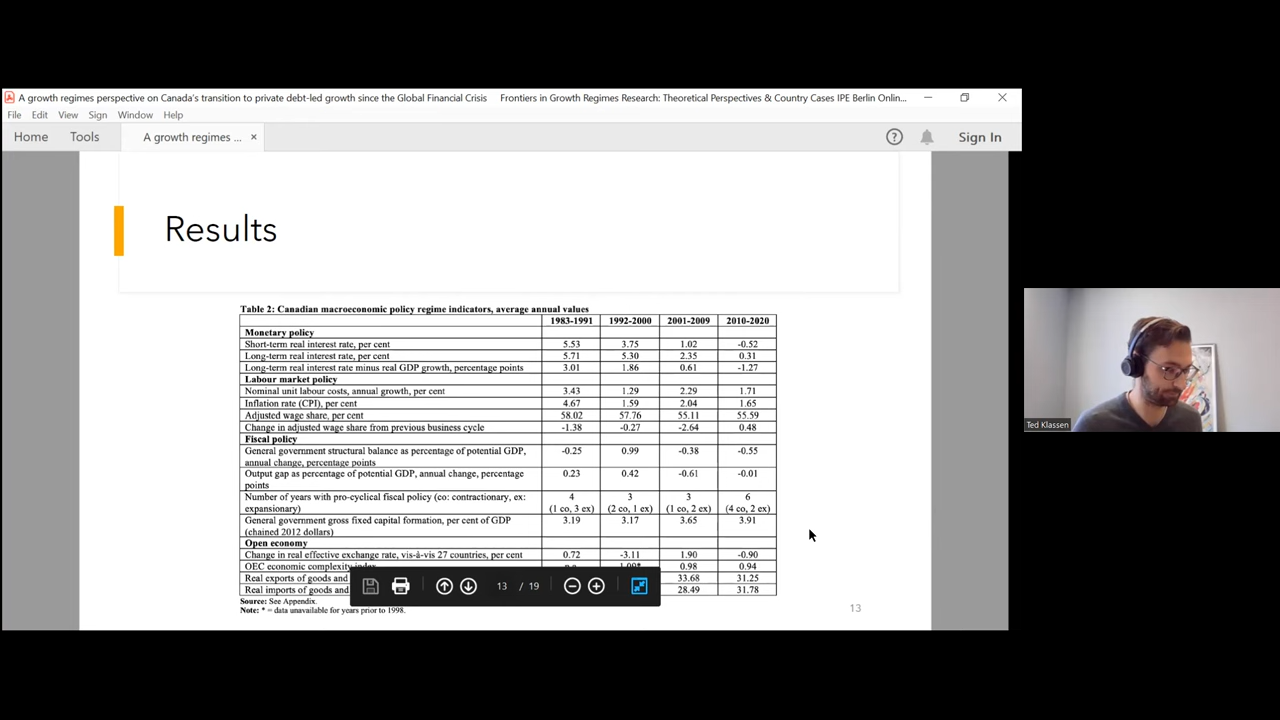 A growth regimes perspective on Canada's transition to private debt-led growth since the Global Financial Crisis Frontiers in Growth Regimes Research: Theoretical Perspectives & Country Cases IPE Berlin Onlin...
File Edit View Sign Window Help
Home Tools A growth regimes ... × Sign In
Results
Table 2: Canadian macroeconomic policy regime indicators, average annual values
1983-1991 1992-2000 2001-2009 2010-2020
Monetary policy
Short-term real interest rate, per cent 5.53 3.75 1.02 -0.52
Long-term real interest rate, per cent 5.71 5.30 2.35 0.31
Long-term real interest rate minus real GDP growth, percentage points 3.01 1.86 0.61 -1.27
Labour market policy
Nominal unit labour costs, annual growth, per cent 3.43 1.29 2.29 1.71
Inflation rate (CPI), per cent 4.67 1.59 2.04 1.65
Adjusted wage share, per cent 58.02 57.76 55.11 55.59
Change in adjusted wage share from previous business cycle -1.38 -0.27 -2.64 0.48
Fiscal policy
General government structural balance as percentage of potential GDP, -0.25 0.99 -0.38 -0.55
annual change, percentage points
Output gap as percentage of potential GDP, annual change, percentage 0.23 0.42 -0.61 -0.01
points
Number of years with pro-cyclical fiscal policy (co: contractionary, ex: 4 3 3 6
expansionary) (1 co, 3 ex) (2 co, 1 ex) (1 co, 2 ex) (4 co, 2 ex)
General government gross fixed capital formation, per cent of GDP 3.19 3.17 3.65 3.91
(chained 2012 dollars)
Open economy
Change in real effective exchange rate, vis-à-vis 27 countries, per cent 0.72 -3.11 1.90 -0.90
OEC economic complexity 0.98 0.94
Real exports of goods and 33.68 31.25
Real imports of goods and 28.49 31.78
Source: See Appendix.
Note: * = data unavailable for years prior to 1998.
13 / 19
13
Ted Klassen